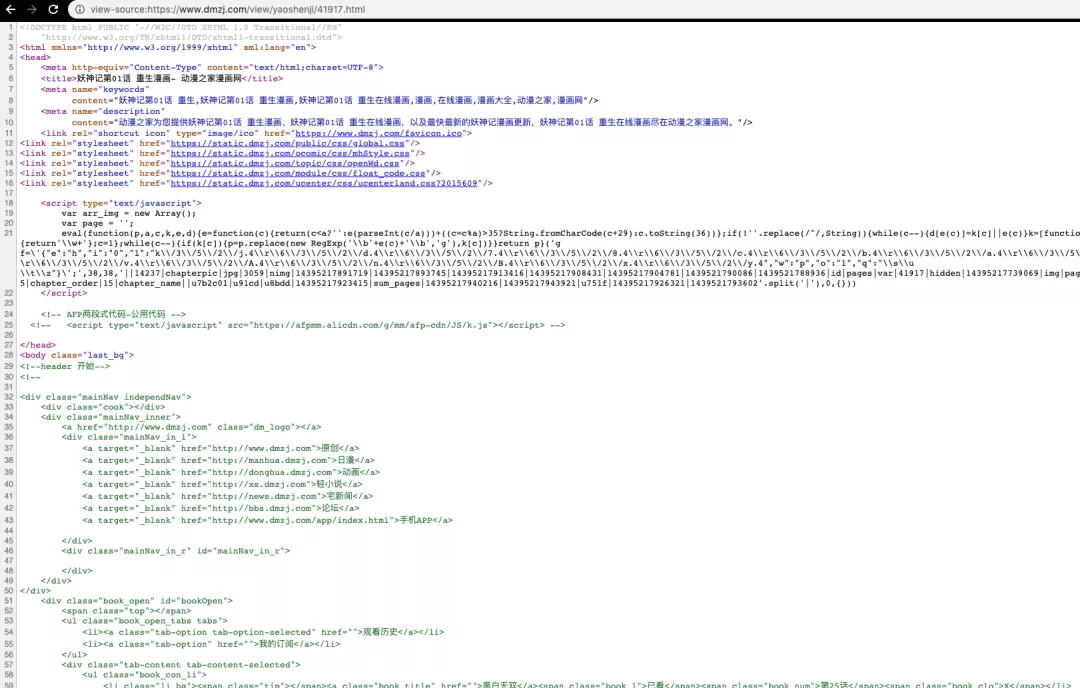 view-source:https://www.dmzj.com/view/yaoshenji/41917.html
1 <!DOCTYPE html PUBLIC "-//W3C//DTD XHTML 1.0 Transitional//EN"
2 "http://www.w3.org/TR/xhtml1/DTD/xhtml1-transitional.dtd">
3 <html xmlns="http://www.w3.org/1999/xhtml" xml:lang="en">
4 <head>
5 <meta http-equiv="Content-Type" content="text/html;charset=UTF-8">
6 <title>妖神记第01话 重生漫画- 动漫之家漫画网</title>
7 <meta name="keywords"
8 content="妖神记第01话 重生,妖神记第01话 重生漫画,妖神记第01话 重生在线漫画,漫画,在线漫画,漫画大全,动漫之家,漫画网"/>
9 <meta name="description"
10 content="动漫之家为您提供妖神记第01话 重生漫画、妖神记第01话 重生在线漫画，以及最快最新的妖神记漫画更新，妖神记第01话 重生在线漫画尽在动漫之家漫画网。"/>
11 <link rel="shortcut icon" type="image/ico" href="https://www.dmzj.com/favicon.ico">
12 <link rel="stylesheet" href="https://static.dmzj.com/public/css/global.css"/>
13 <link rel="stylesheet" href="https://static.dmzj.com/ocomic/css/mhStyle.css"/>
14 <link rel="stylesheet" href="https://static.dmzj.com/topic/css/openWd.css"/>
15 <link rel="stylesheet" href="https://static.dmzj.com/module/css/float_code.css"/>
16 <link rel="stylesheet" href="https://static.dmzj.com/ucenter/css/ucenterland.css?2015609"/>
17
18 <script type="text/javascript">
19 var arr_img = new Array();
20 var page = '';
21 eval(function(p,a,c,k,e,d){e=function(c){return(c<a?'':e(parseInt(c/a)))+((c=c%a)>35?String.fromCharCode(c+29):c.toString(36))};if(!''.replace(/^/,String)){while(c--){d[e(c)]=k[c]||e(c)}k=[function
{return'\\w+'};c=1};while(c--){if(k[c]){p=p.replace(new RegExp('\\b'+e(c)+'\\b','g'),k[c])}}return p}('g
f=\'{"e":"h","i":"0","l":"k\\/3\\/5\\/2\\/j.4\\r\\6\\/3\\/5\\/2\\/d.4\\r\\6\\/3\\/5\\/2\\/7.4\\r\\6\\/3\\/5\\/2\\/8.4\\r\\6\\/3\\/5\\/2\\/c.4\\r\\6\\/3\\/5\\/2\\/b.4\\r\\6\\/3\\/5\\/2\\/a.4\\r\\6\\/3\\/5
\\r\\6\\/3\\/5\\/2\\/v.4\\r\\6\\/3\\/5\\/2\\/A.4\\r\\6\\/3\\/5\\/2\\/n.4\\r\\6\\/3\\/5\\/2\\/B.4\\r\\6\\/3\\/5\\/2\\/x.4\\r\\6\\/3\\/5\\/2\\/y.4","w":"p","o":"1","q":"\\s\\u
\\t\\z"}\';',38,38,'||14237|chapterpic|jpg|3059|nimg|14395217891719|14395217893745|14395217913416|14395217908431|14395217904781|1439521790086|1439521788936|id|pages|var|41917|hidden|14395217739069|img|pag
5|chapter_order|15|chapter_name||u7b2c01|u91cd|u8bdd|14395217923415|sum_pages|14395217940216|14395217943921|u751f|14395217926321|14395217793602'.split('|'),0,{}))
22 </script>
23
24 <!-- AFP两段式代码-公用代码 -->
25 <!-- <script type="text/javascript" src="https://afpmm.alicdn.com/g/mm/afp-cdn/JS/k.js"></script> -->
26
27 </head>
28 <body class="last_bg">
29 <!--header 开始-->
30 <!--
31
32 <div class="mainNav independNav">
33 <div class="cook"></div>
34 <div class="mainNav_inner">
35 <a href="http://www.dmzj.com" class="dm_logo"></a>
36 <div class="mainNav_in_l">
37 <a target="_blank" href="http://www.dmzj.com">原创</a>
38 <a target="_blank" href="http://manhua.dmzj.com">日漫</a>
39 <a target="_blank" href="http://donghua.dmzj.com">动画</a>
40 <a target="_blank" href="http://xs.dmzj.com">轻小说</a>
41 <a target="_blank" href="http://news.dmzj.com">宅新闻</a>
42 <a target="_blank" href="http://bbs.dmzj.com">论坛</a>
43 <a target="_blank" href="http://www.dmzj.com/app/index.html">手机APP</a>
44
45 </div>
46 <div class="mainNav_in_r" id="mainNav_in_r">
47
48 </div>
49 </div>
50 </div>
51 <div class="book_open" id="bookOpen">
52 <span class="top"></span>
53 <ul class="book_open_tabs tabs">
54 <li><a class="tab-option tab-option-selected" href="">观看历史</a></li>
55 <li><a class="tab-option" href="">我的订阅</a></li>
56 </ul>
57 <div class="tab-content tab-content-selected">
58 <ul class="book_con_li">
59 <li class="li_bg"><span class="tip"></span><a class="book_title" href="">黑白无双</a><span class="book_l">已看</span><span class="book_num">第25话</span><span class="book_clo">X</span></li>